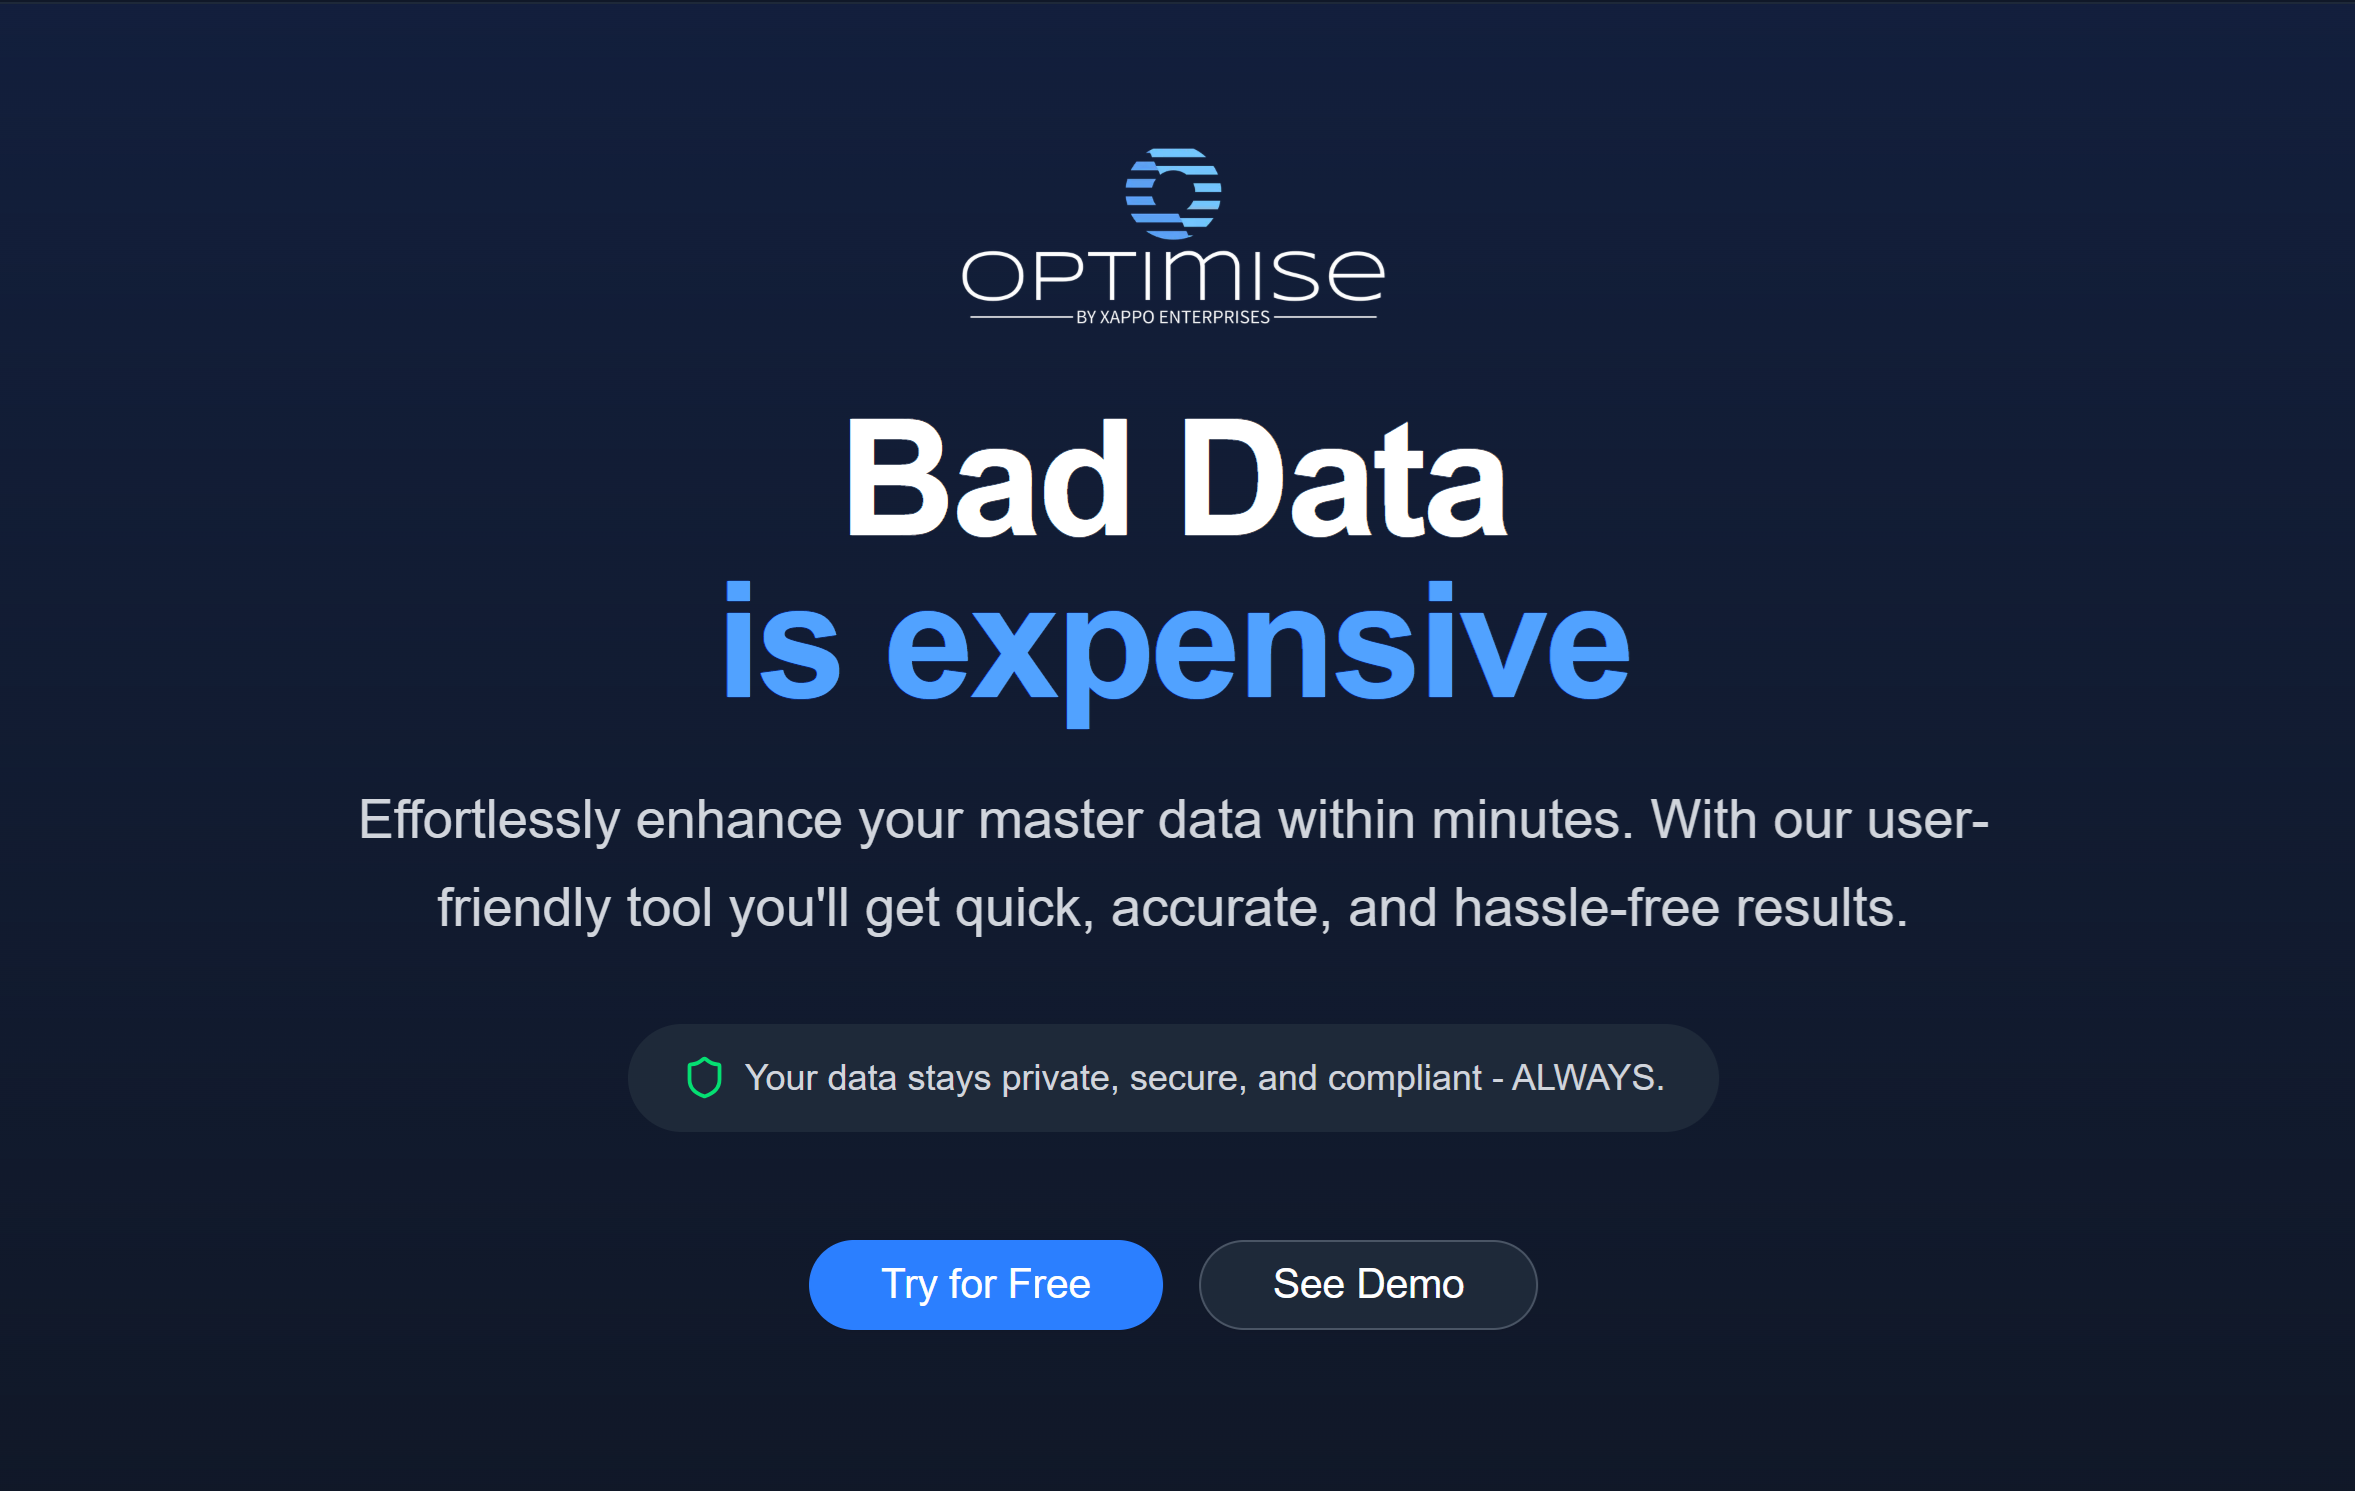 OPTIMISE
BY XAPPO ENTERPRISES
Bad Data
is expensive
Effortlessly enhance your master data within minutes. With our user-
friendly tool you'll get quick, accurate, and hassle-free results.
Your data stays private, secure, and compliant - ALWAYS.
Try for Free
See Demo